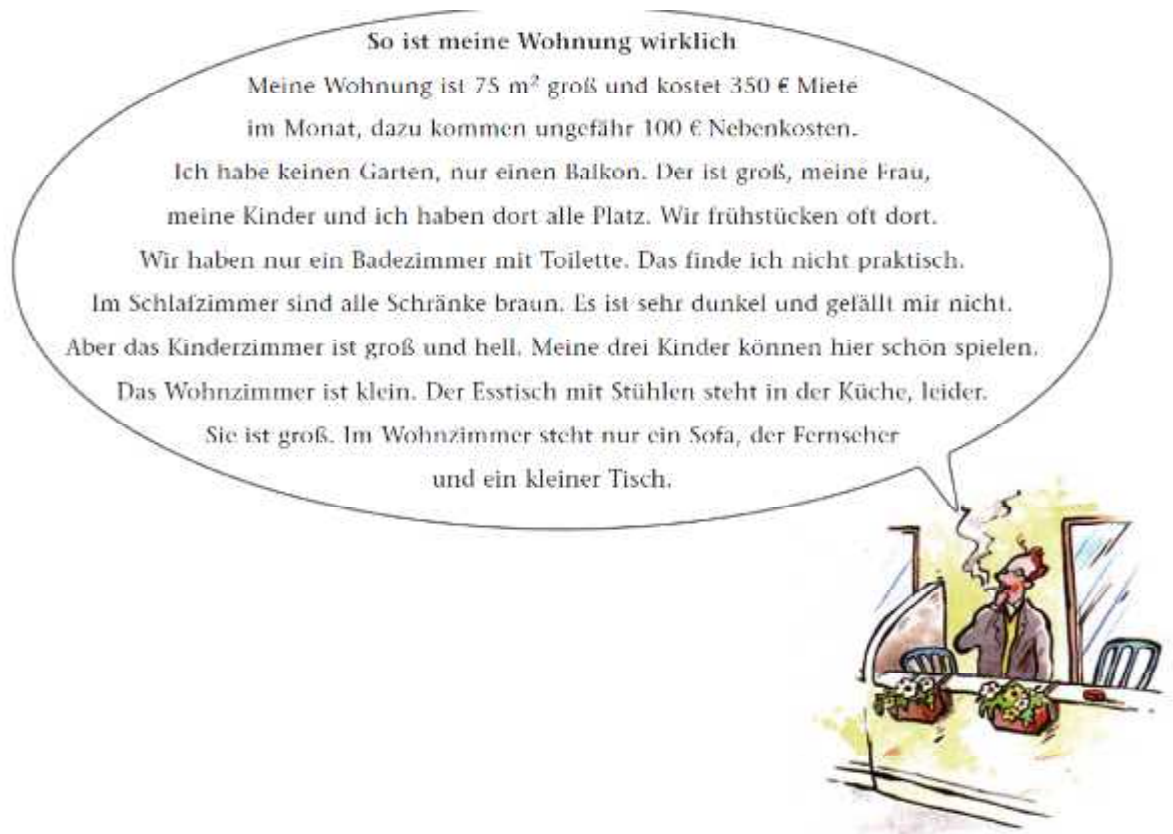 So ist meine Wohnung wirklich
Meine Wohnung ist 75 m² groß und kostet 350 € Miete
im Monat, dazu kommen ungefähr 100 € Nebenkosten.
Ich habe keinen Garten, nur einen Balkon. Der ist groß, meine Frau,
meine Kinder und ich haben dort alle Platz. Wir frühstücken oft dort.
Wir haben nur ein Badezimmer mit Toilette. Das finde ich nicht praktisch.
Im Schlafzimmer sind alle Schränke braun. Es ist sehr dunkel und gefällt mir nicht.
Aber das Kinderzimmer ist groß und hell. Meine drei Kinder können hier schön spielen.
Das Wohnzimmer ist klein. Der Esstisch mit Stühlen steht in der Küche, leider.
Sie ist groß. Im Wohnzimmer steht nur ein Sofa, der Fernseher
und ein kleiner Tisch.